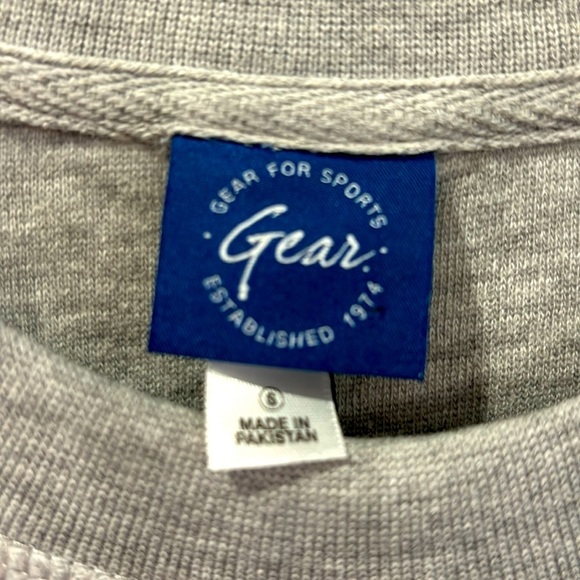 GEAR FOR SPORTS
Gear.
ESTABLISHED 1974
S
MADE IN
PAKISTAN